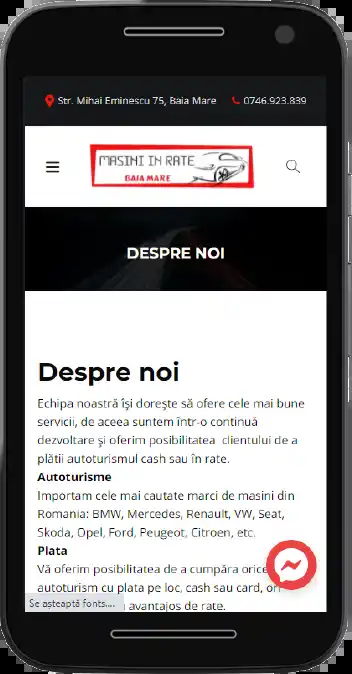 Str. Mihai Eminescu 75, Baia Mare 0746.923.839
MASINI IN RATE
BAIA MARE
DESPRE NOI
Despre noi
Echipa noastră își dorește să ofere cele mai bune
servicii, de aceea suntem într-o continuă
dezvoltare și oferim posibilitatea clientului de a
plăti autoturismul cash sau în rate.
Autoturisme
Importam cele mai cautate marci de masini din
Romania: BMW, Mercedes, Renault, VW, Seat,
Skoda, Opel, Ford, Peugeot, Citroen, etc.
Plata
Vă oferim posibilitatea de a cumpăra orice
autoturism cu plata pe loc, cash sau card, ori
avantajos de rate.
Se așteaptă fonts....